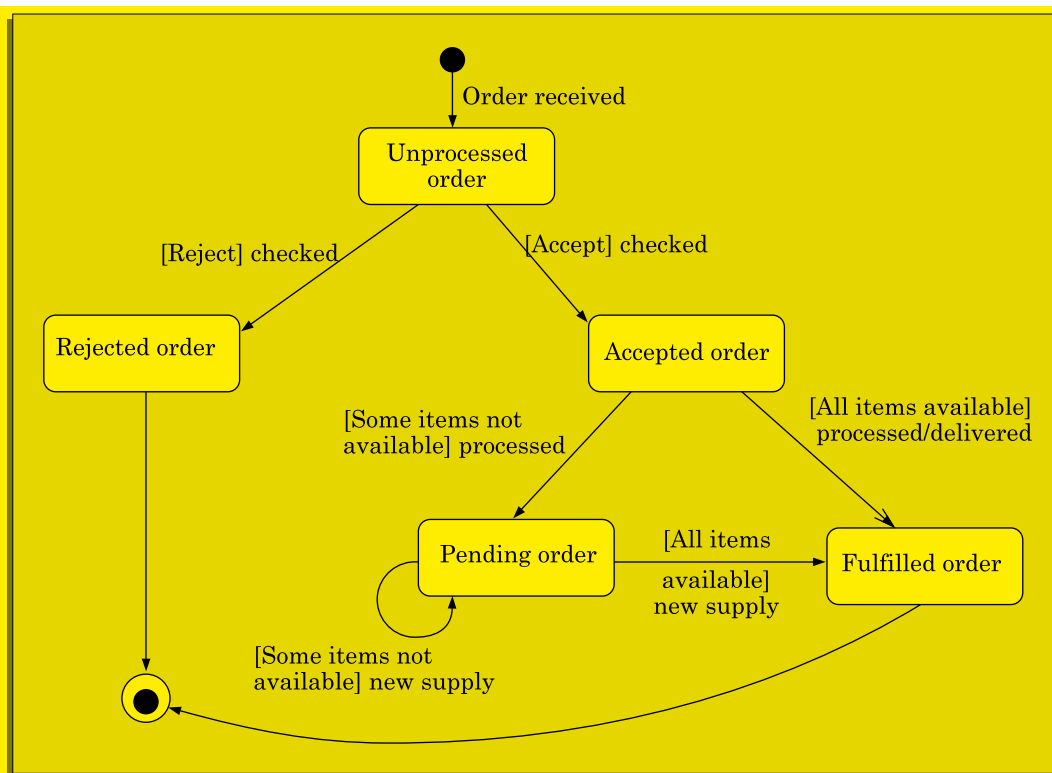 Order received
Unprocessed
order
[Reject] checked
[Accept] checked
Rejected order
Accepted order
[Some items not
available] processed
[All items available]
processed/delivered
Pending order
[All items
available]
new supply
Fulfilled order
[Some items not
available] new supply